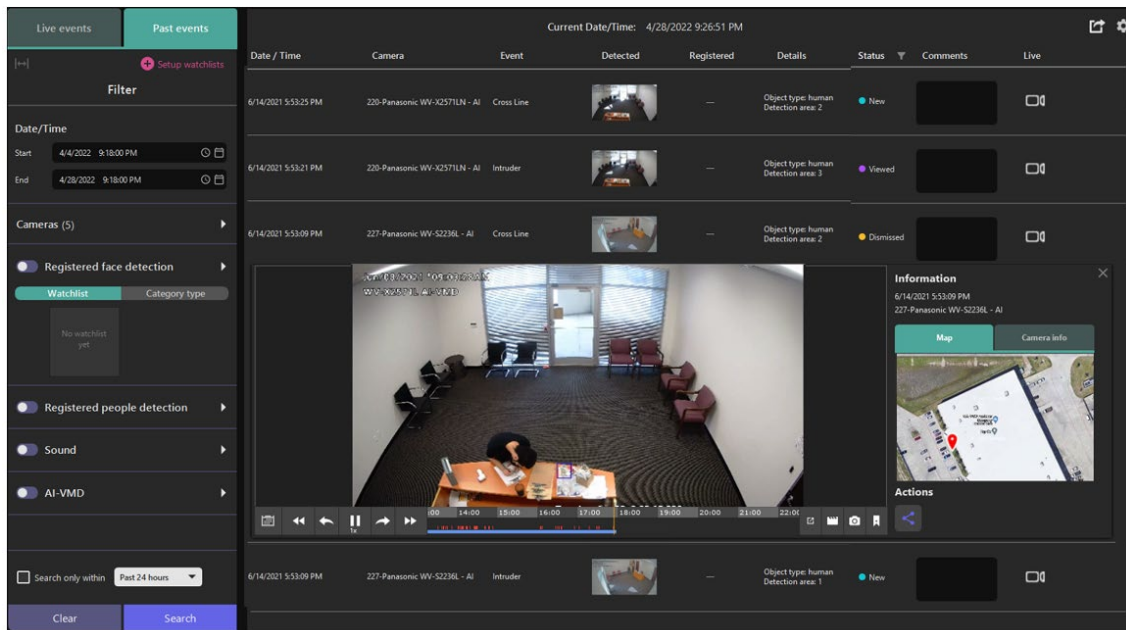 Live events
Past events
Setup watchlists
Filter
Date/Time
Start 4/4/2022 9:18:00 PM
End 4/28/2022 9:18:00 PM
Cameras (5)
Registered face detection
Watchlist
Category type
No watchlist
yet
Registered people detection
Sound
AI-VMD
Search only within
Past 24 hours
Clear
Search
Current Date/Time: 4/28/2022 9:26:51 PM
Date / Time Camera Event Detected Registered Details Status Comments Live
6/14/2021 5:53:25 PM 220-Panasonic WV-X2571LN - AI Cross Line — Object type: human
Detection area: 2
New
6/14/2021 5:53:21 PM 220-Panasonic WV-X2571LN - AI Intruder — Object type: human
Detection area: 3
Viewed
6/14/2021 5:53:09 PM 227-Panasonic WV-S2236L - AI Cross Line — Object type: human
Detection area: 2
Dismissed
AI-VMD
1x
14:00 15:00 16:00 17:00 18:00 19:00 20:00 21:00
Information
6/14/2021 5:53:09 PM
227-Panasonic WV-S2236L - AI
Map
Camera info
Actions
6/14/2021 5:53:09 PM 227-Panasonic WV-S2236L - AI Intruder — Object type: human
Detection area: 1
New